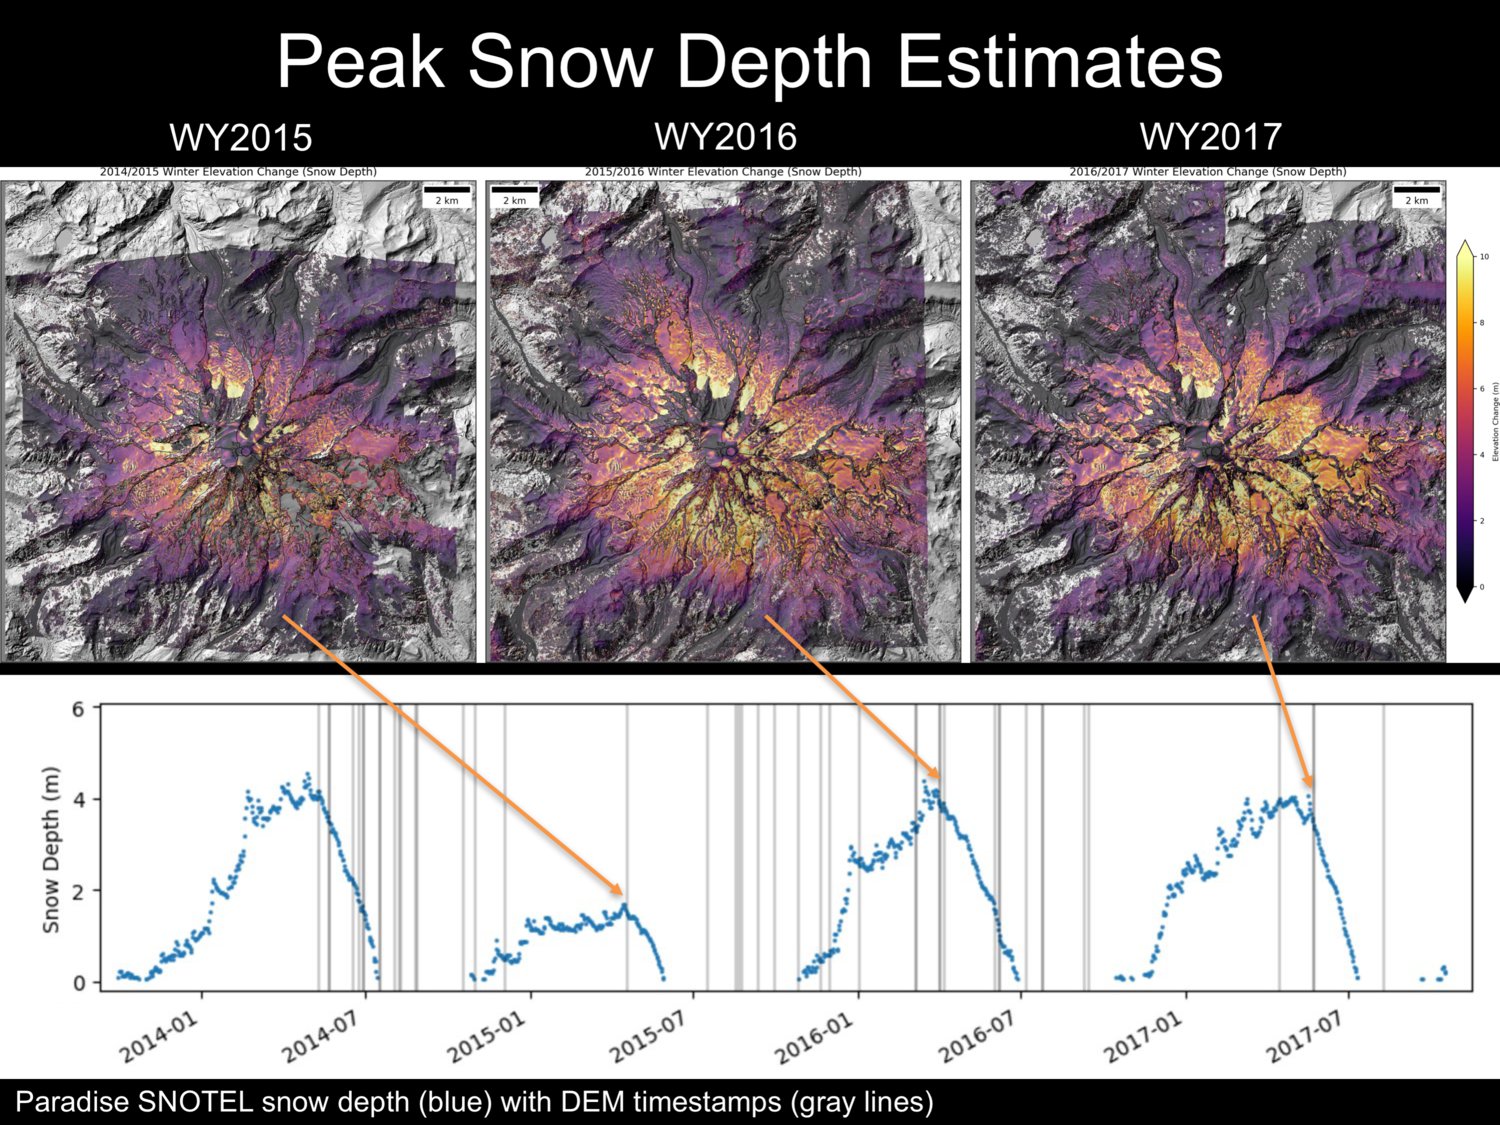 Peak Snow Depth Estimates
WY2015
WY2016
WY2017
2014/2015 Winter Elevation Change (Snow Depth)
2015/2016 Winter Elevation Change (Snow Depth)
2016/2017 Winter Elevation Change (Snow Depth)
2 km
2 km
2 km
10
8
6
4
2
0
Elevation Change (m)
6
4
2
0
Snow Depth (m)
2014-01
2014-07
2015-01
2015-07
2016-01
2016-07
2017-01
2017-07
Paradise SNOTEL snow depth (blue) with DEM timestamps (gray lines)